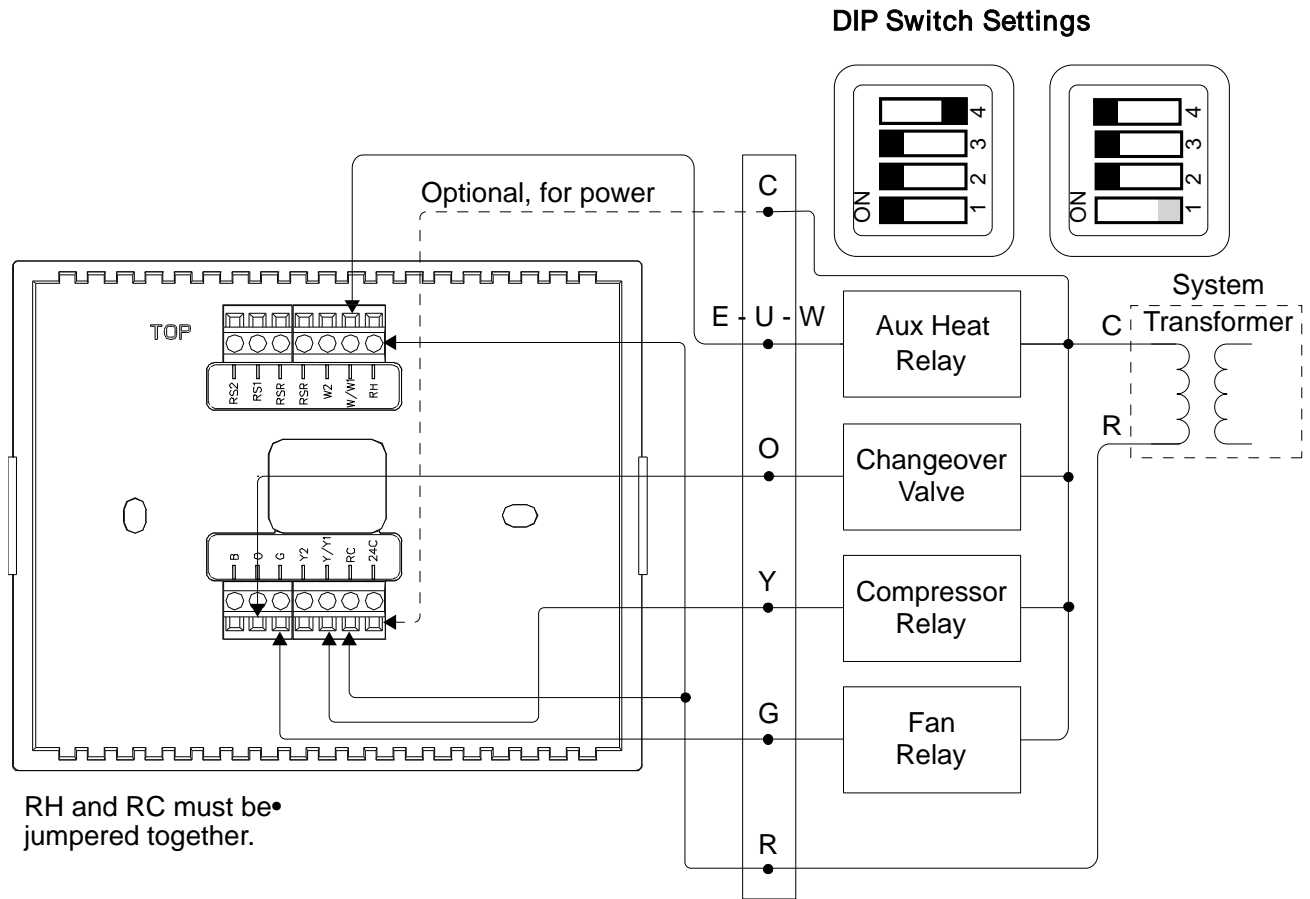 DIP Switch Settings
ON
1
2
3
4
ON
1
2
3
4
Optional, for power
C
TOP
RS2
RS1
RSR
RSR
W2
W/W1
RH
E - U - W
Aux Heat
Relay
System
Transformer
C
R
O
Changeover
Valve
B
O
G
Y2
Y/Y1
RC
24C
Y
Compressor
Relay
G
Fan
Relay
RH and RC must be•
jumpered together.
R